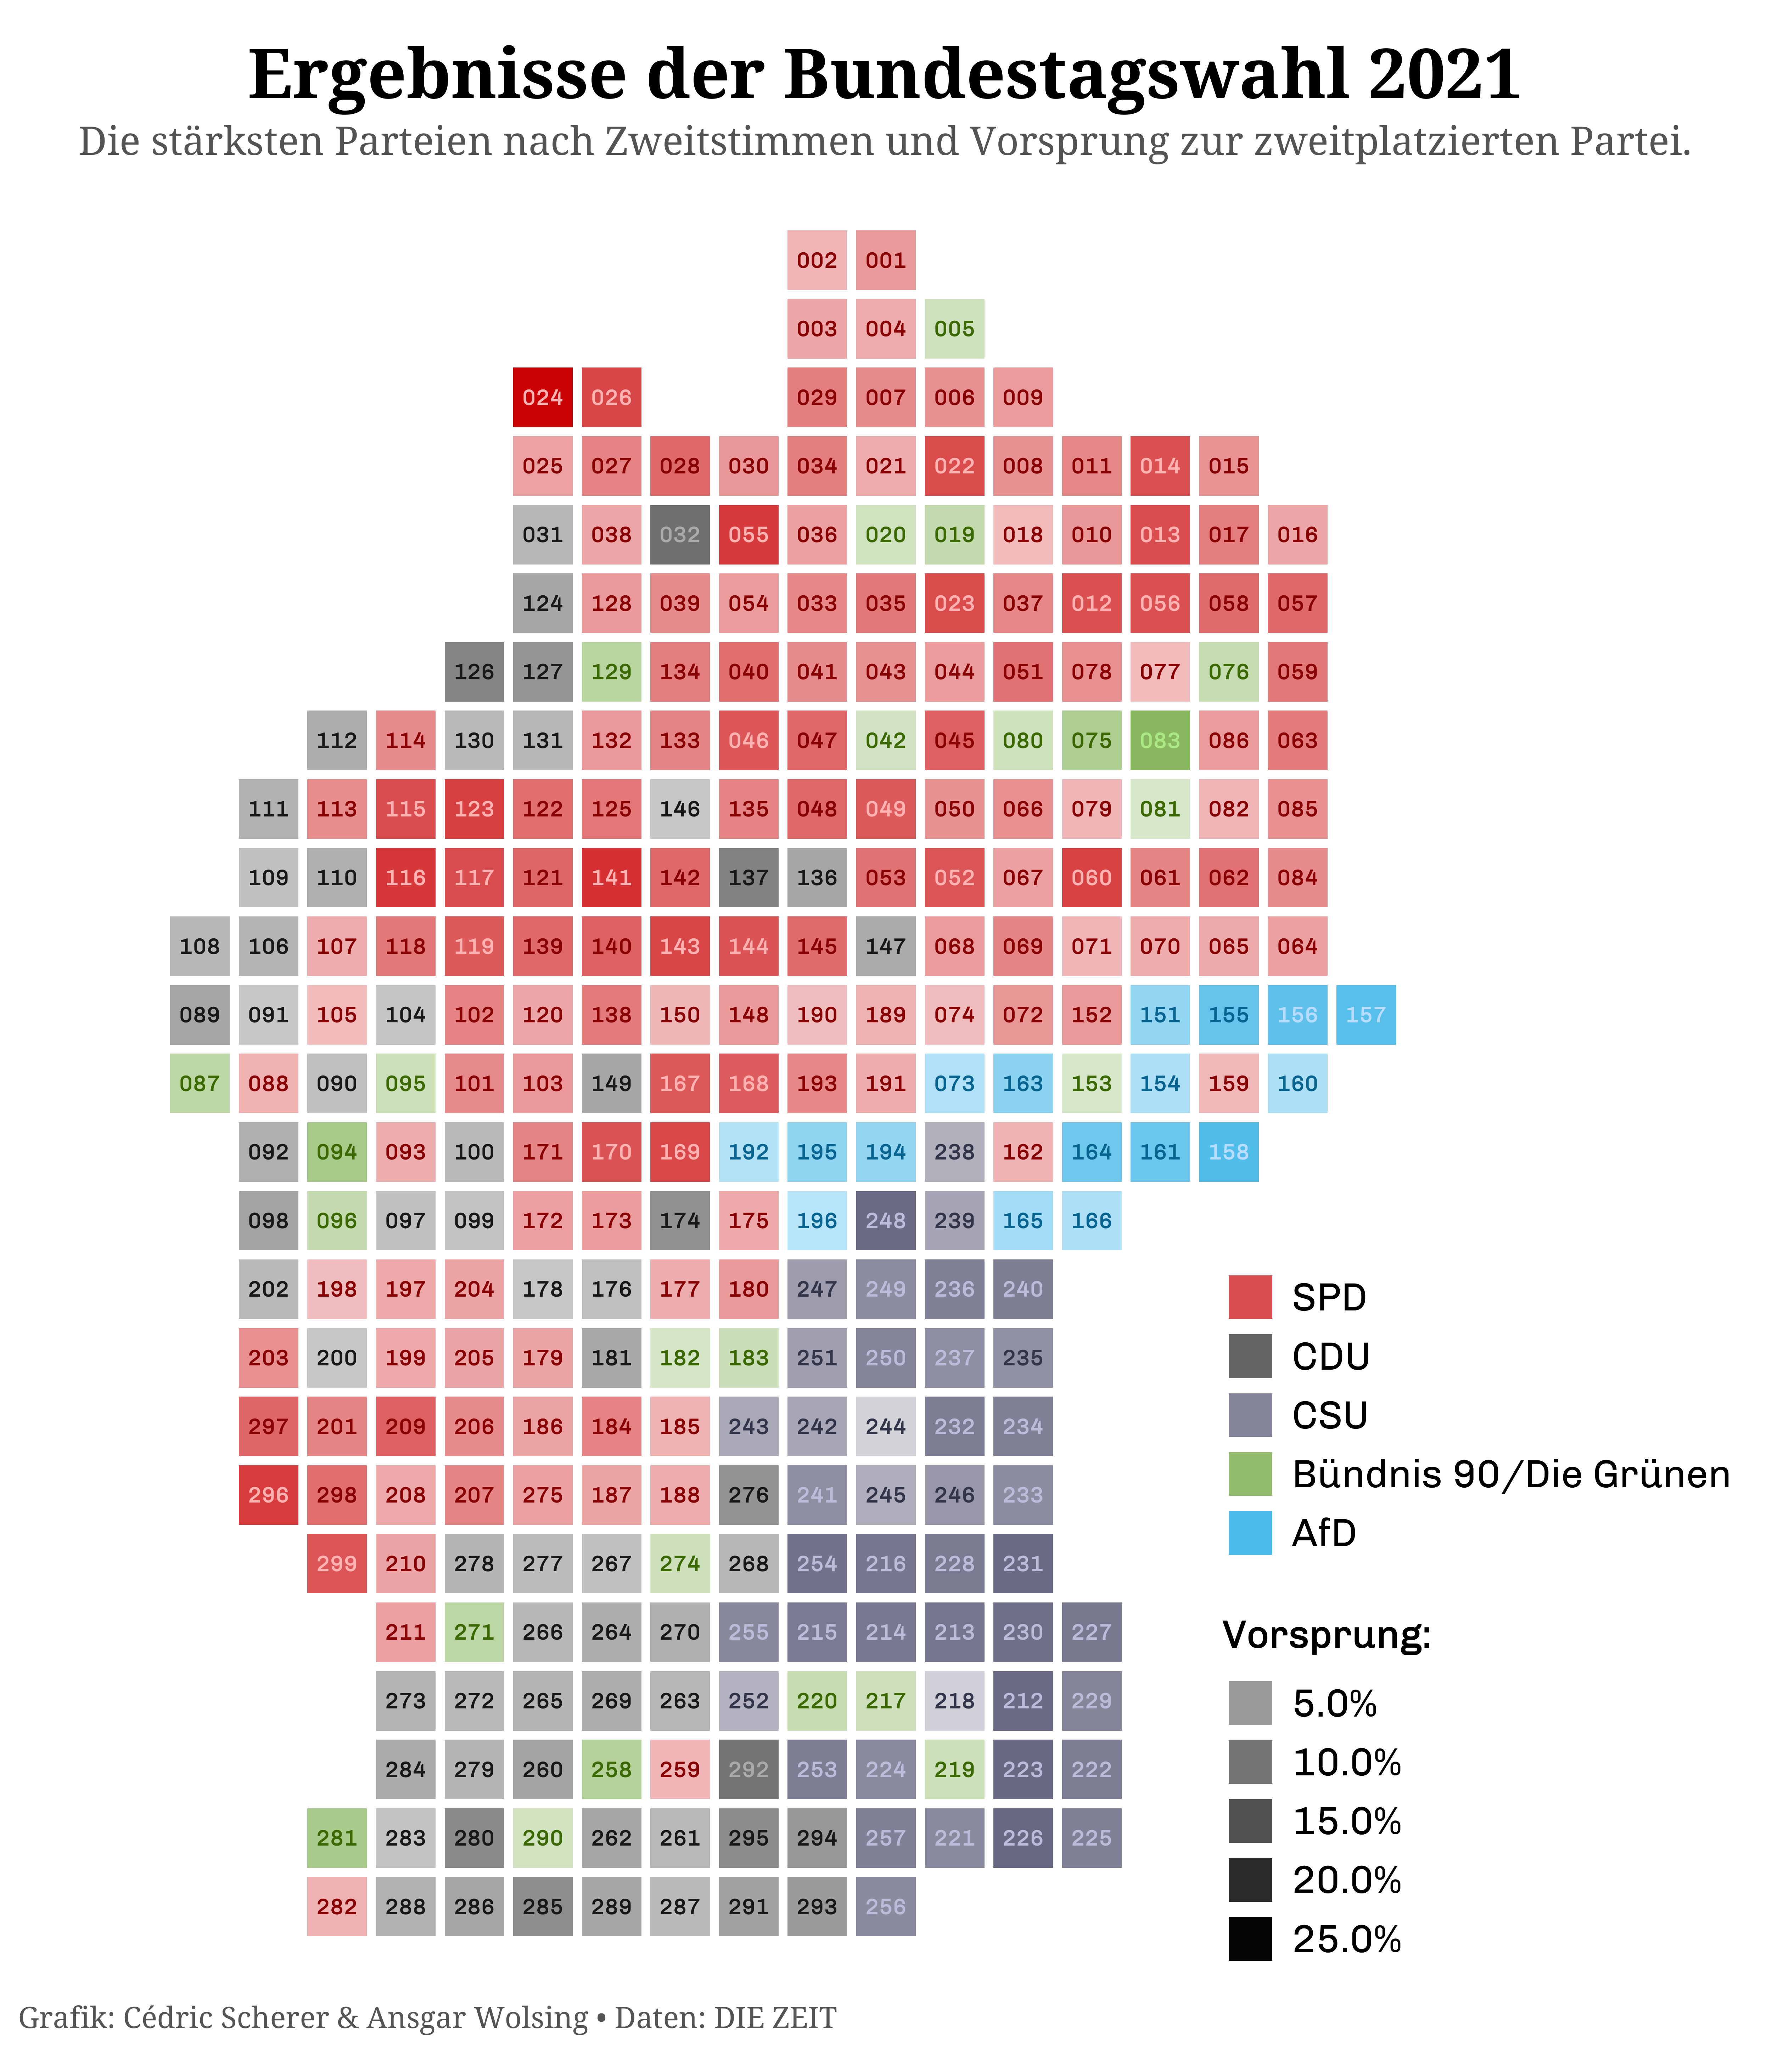 Ergebnisse der Bundestagswahl 2021
Die stärksten Parteien nach Zweitstimmen und Vorsprung zur zweitplatzierten Partei.
002 001
003 004 005
024 026 029 007 006 009
025 027 028 030 034 021 022 008 011 014 015
031 038 032 055 036 020 019 018 010 013 017 016
124 128 039 054 033 035 023 037 012 056 058 057
126 127 129 134 040 041 043 044 051 078 077 076 059
112 114 130 131 132 133 046 047 042 045 080 075 083 086 063
111 113 115 123 122 125 146 135 048 049 050 066 079 081 082 085
109 110 116 117 121 141 142 137 136 053 052 067 060 061 062 084
108 106 107 118 119 139 140 143 144 145 147 068 069 071 070 065 064
089 091 105 104 102 120 138 150 148 190 189 074 072 152 151 155 156 157
087 088 090 095 101 103 149 167 168 193 191 073 163 153 154 159 160
092 094 093 100 171 170 169 192 195 194 238 162 164 161 158
098 096 097 099 172 173 174 175 196 248 239 165 166
202 198 197 204 178 176 177 180 247 249 236 240
203 200 199 205 179 181 182 183 251 250 237 235
297 201 209 206 186 184 185 243 242 244 232 234
296 298 208 207 275 187 188 276 241 245 246 233
299 210 278 277 267 274 268 254 216 228 231
211 271 266 264 270 255 215 214 213 230 227
273 272 265 269 263 252 220 217 218 212 229
284 279 260 258 259 292 253 224 219 223 222
281 283 280 290 262 261 295 294 257 221 226 225
282 288 286 285 289 287 291 293 256
SPD
CDU
CSU
Bündnis 90/Die Grünen
AfD
Vorsprung:
5.0%
10.0%
15.0%
20.0%
25.0%
Grafik: Cédric Scherer & Ansgar Wolsing • Daten: DIE ZEIT